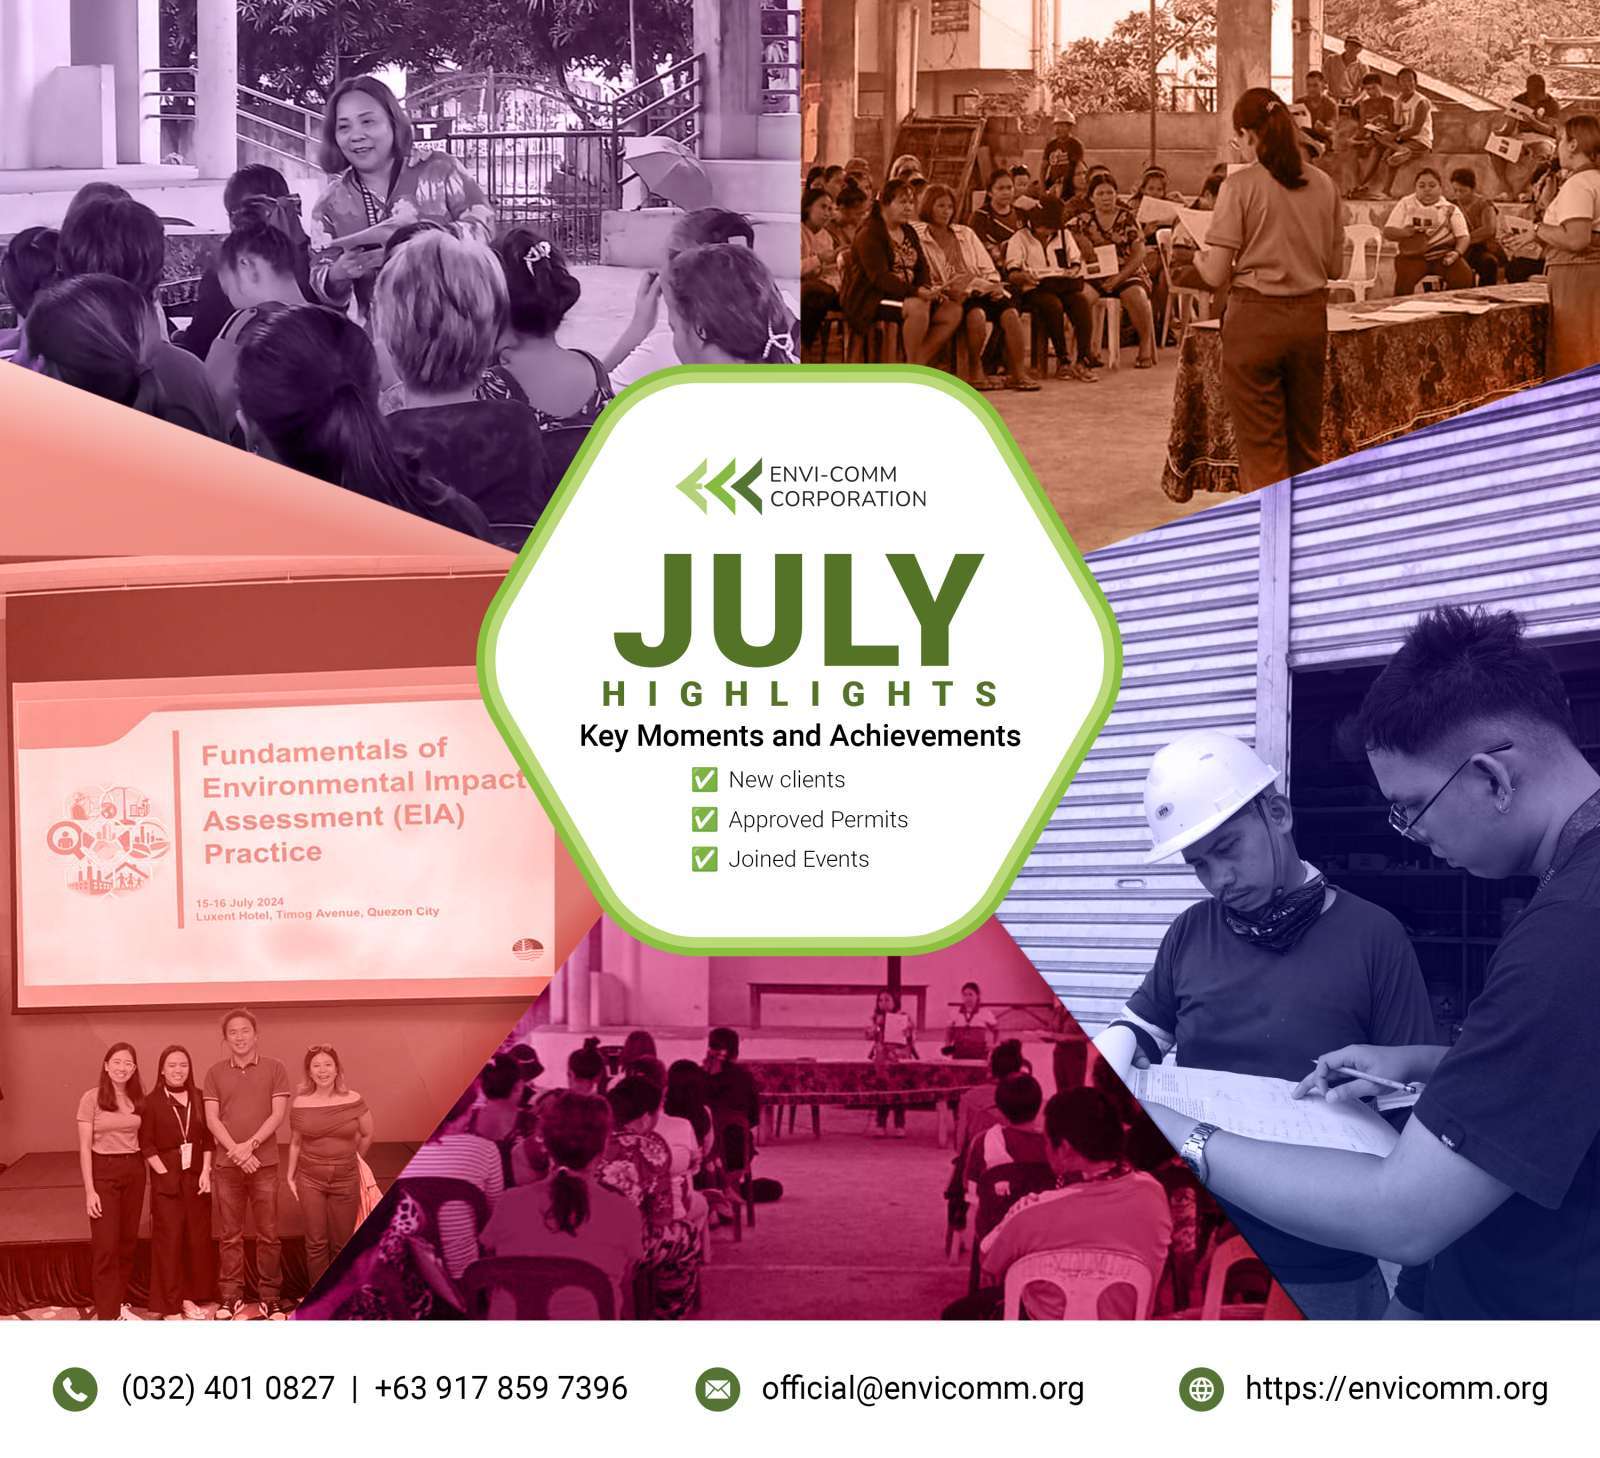 ENVI-COMM
CORPORATION
JULY
HIGHLIGHTS
Key Moments and Achievements
✅ New clients
✅ Approved Permits
✅ Joined Events
Fundamentals of
Environmental Impact
Assessment (EIA)
Practice
15-16 July 2024
Luxent Hotel, Timog Avenue, Quezon City
(032) 401 0827 | +63 917 859 7396
official@envicomm.org
https://envicomm.org